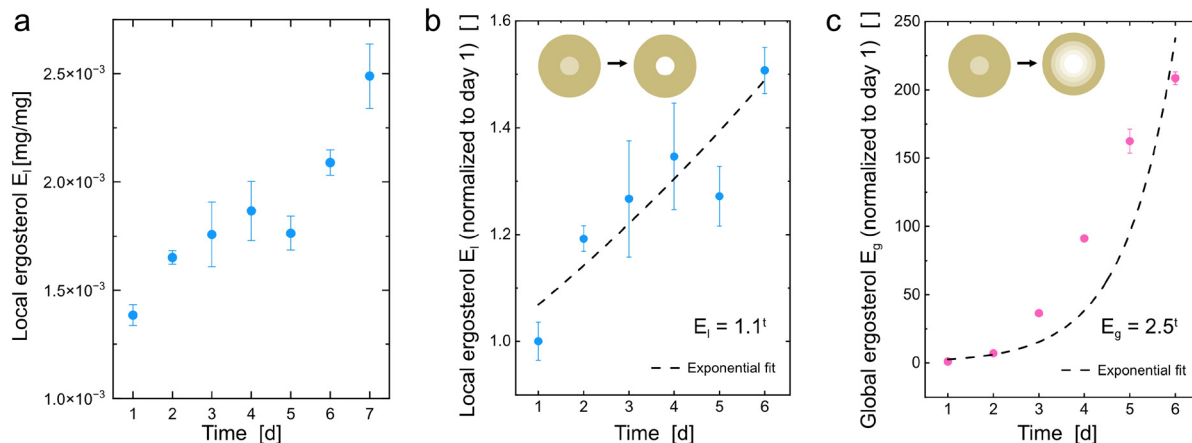 a
Local ergosterol E_l [mg/mg]
2.5×10⁻³
2.0×10⁻³
1.5×10⁻³
1.0×10⁻³
1 2 3 4 5 6 7
Time [d]
b
Local ergosterol E_l (normalized to day 1) [ ]
1.6
1.4
1.2
1.0
E_l = 1.1ᵗ
Exponential fit
1 2 3 4 5 6
Time [d]
c
Global ergosterol E_g (normalized to day 1) [ ]
250
200
150
100
50
0
E_g = 2.5ᵗ
Exponential fit
1 2 3 4 5 6
Time [d]